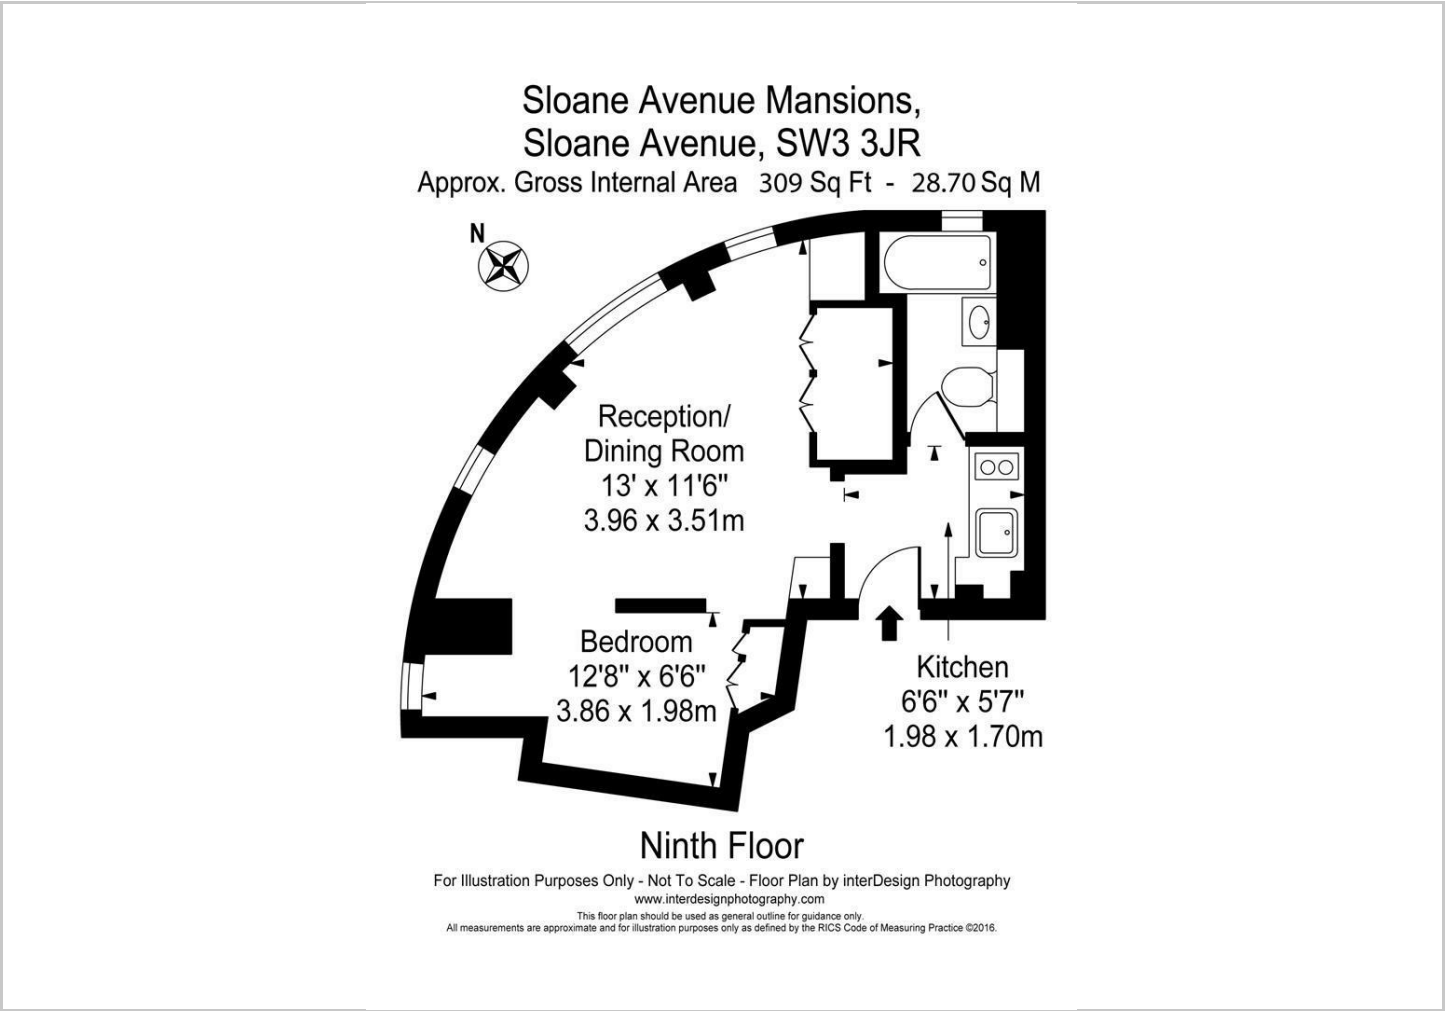 Sloane Avenue Mansions,
Sloane Avenue, SW3 3JR
Approx. Gross Internal Area 309 Sq Ft - 28.70 Sq M
N
Reception/
Dining Room
13' x 11'6"
3.96 x 3.51m
Bedroom
12'8" x 6'6"
3.86 x 1.98m
Kitchen
6'6" x 5'7"
1.98 x 1.70m
Ninth Floor
For Illustration Purposes Only - Not To Scale - Floor Plan by interDesign Photography
www.interdesignphotography.com
This floor plan should be used as general outline for guidance only.
All measurements are approximate and for illustration purposes only as defined by the RICS Code of Measuring Practice ©2016.